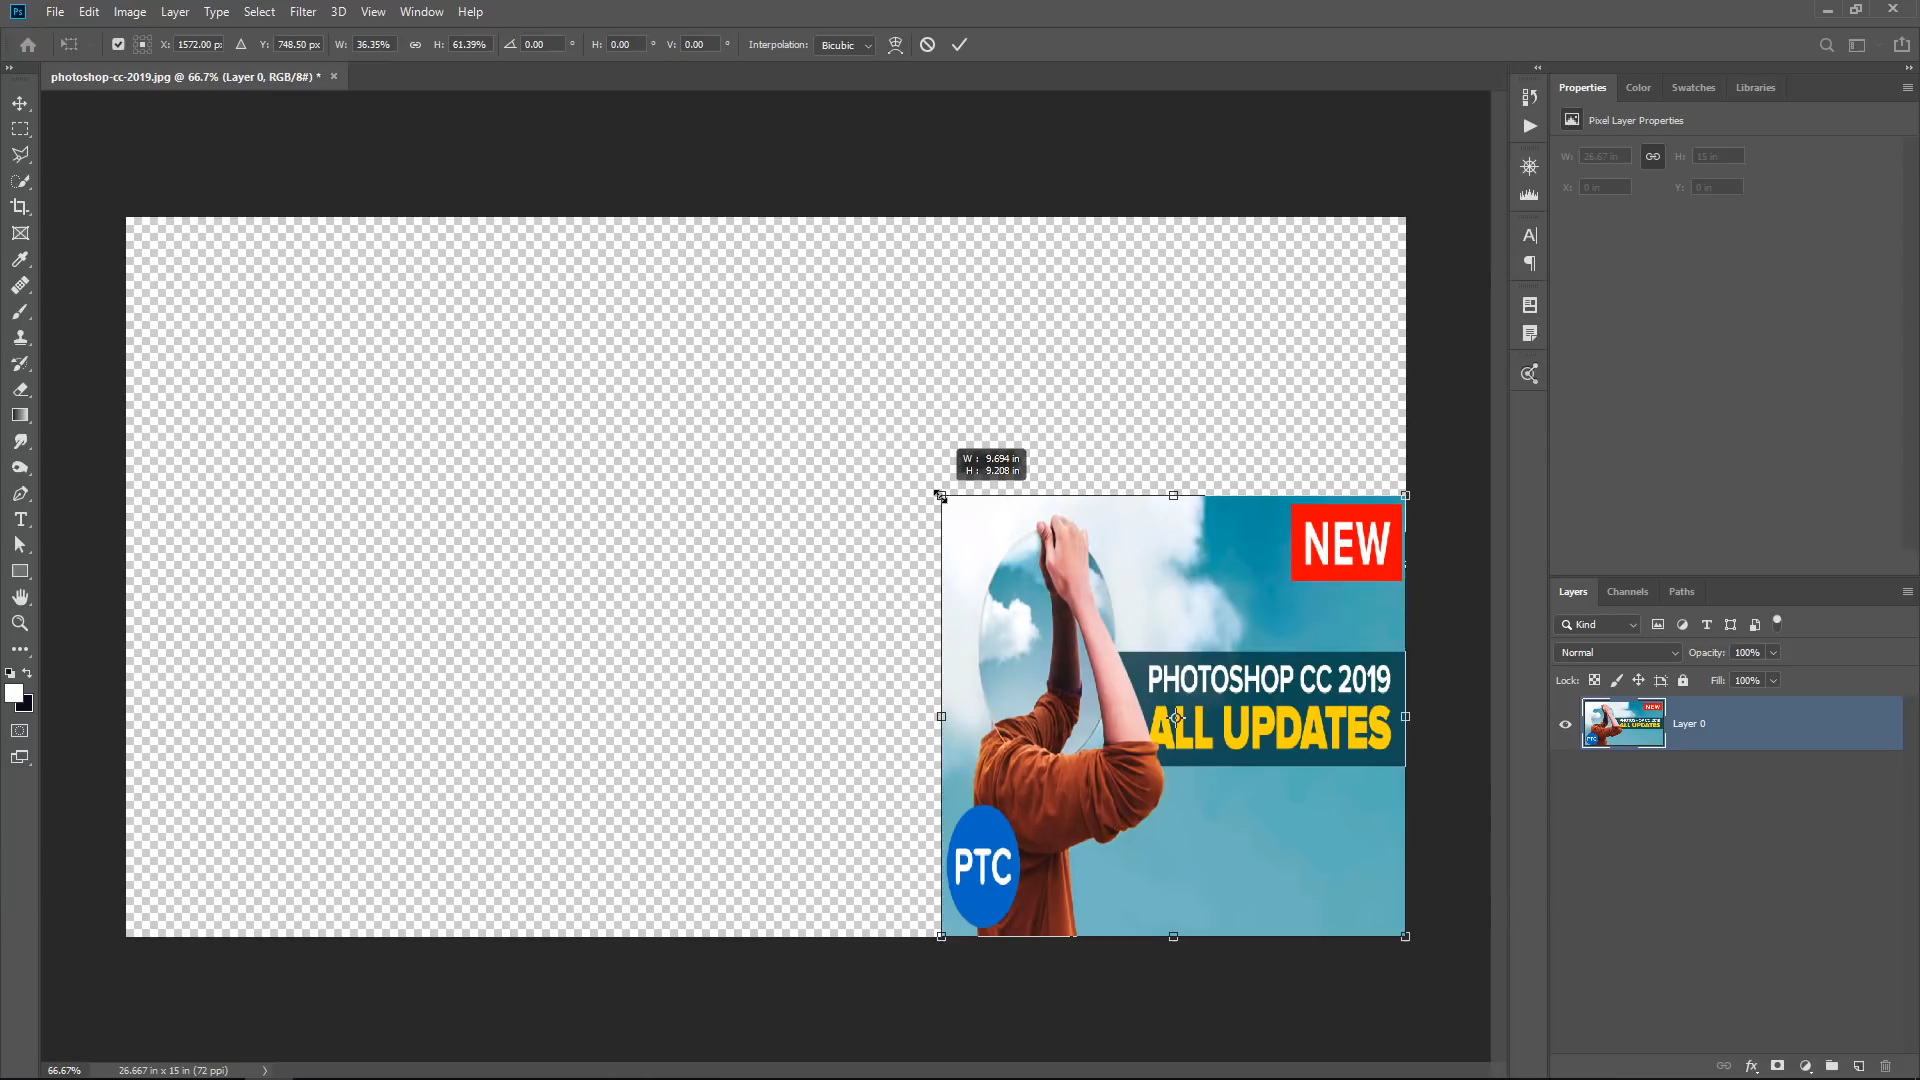 Ps File Edit Image Layer Type Select Filter 3D View Window Help
X: 1572.00 px Y: 748.50 px W: 36.35% H: 61.39% 0.00 ° H: 0.00 ° V: 0.00 ° Interpolation: Bicubic
photoshop-cc-2019.jpg @ 66.7% (Layer 0, RGB/8#) * ×
Properties Color Swatches Libraries
Pixel Layer Properties
W: 26.67 in H: 15 in
X: 0 in Y: 0 in
W : 9.694 in
H : 9.208 in
NEW
PHOTOSHOP CC 2019
ALL UPDATES
PTC
Layers Channels Paths
Kind
Normal Opacity: 100%
Lock: Fill: 100%
Layer 0
66.67% 26.667 in x 15 in (72 ppi)